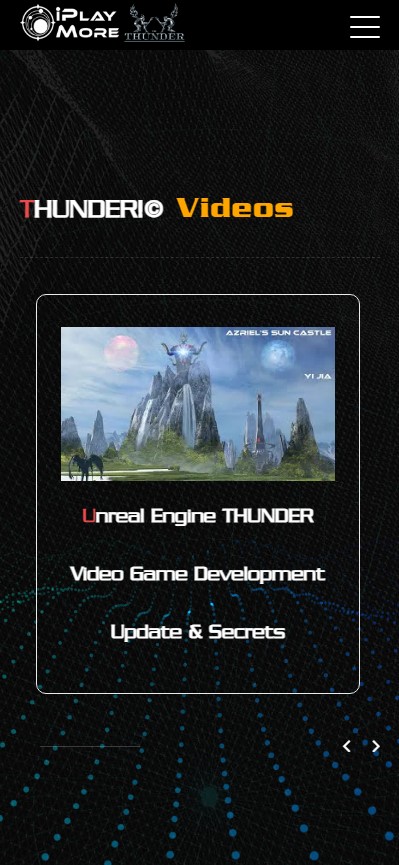 iPLAY
MORE
THUNDER
THUNDERI© Videos
AZRIEL'S SUN CASTLE
YI JIA
Unreal Engine THUNDER
Video Game Development
Update & Secrets